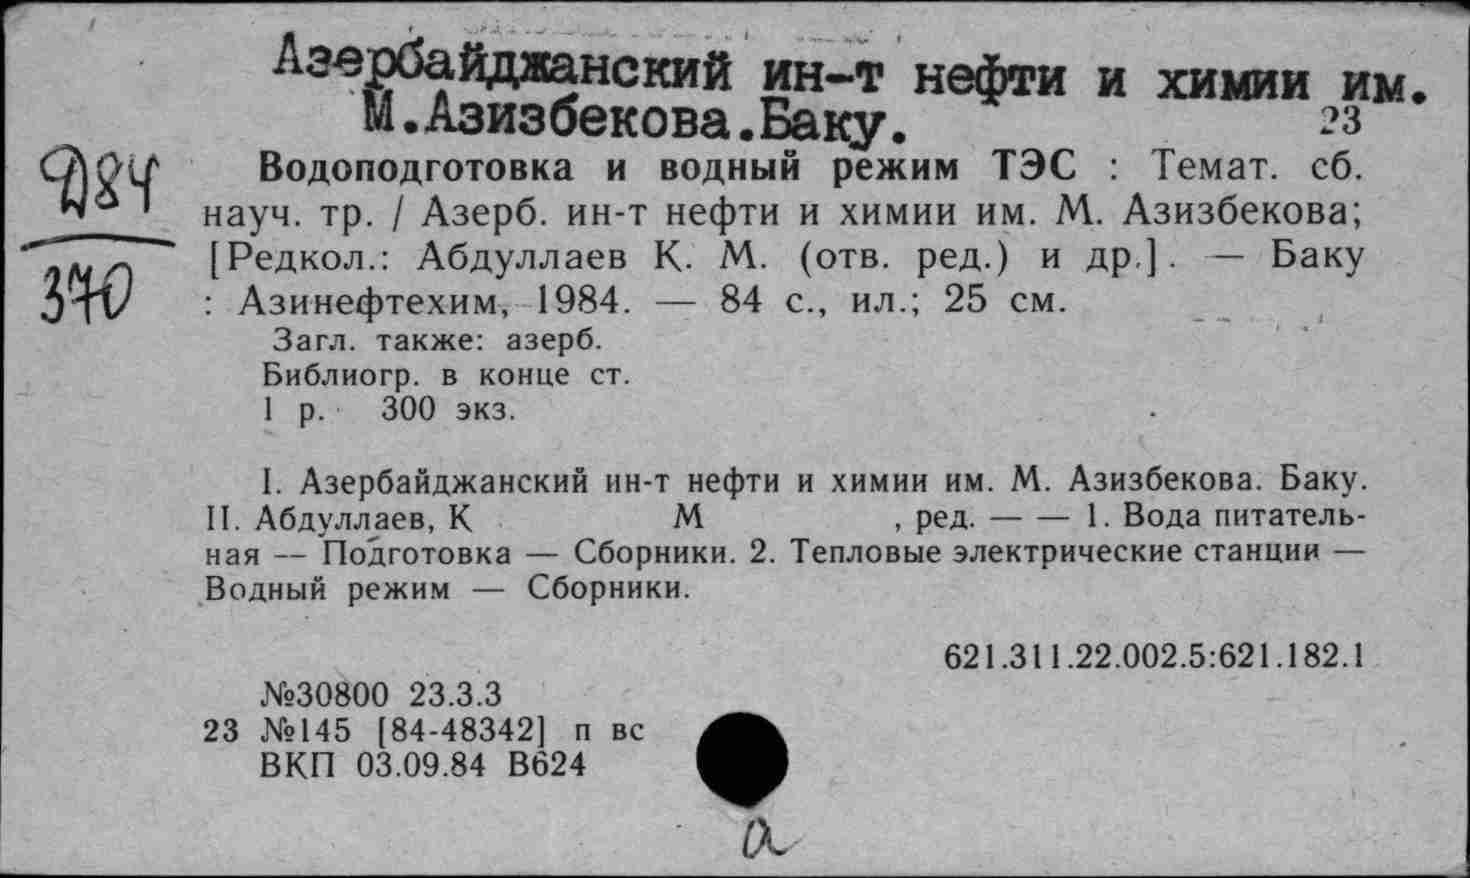 Азербайджанский ин-т нефти и химии им.
М.Азизбекова.Баку.
23
Водоподготовка и водный режим ТЭС : Темат. сб.
науч. тр. / Азерб. ин-т нефти и химии им. М. Азизбекова;
[Редкол.: Абдуллаев К. М. (отв. ред.) и др.]. — Баку
: Азинефтехим, 1984. — 84 с., ил.; 25 см.
Загл. также: азерб.
Библиогр. в конце ст.
1 р. 300 экз.
I. Азербайджанский ин-т нефти и химии им. М. Азизбекова. Баку.
II. Абдуллаев, К М , ред. — — 1. Вода питатель-
ная — Подготовка — Сборники. 2. Тепловые электрические станции —
Водный режим — Сборники.
621.311.22.002.5:621.182.1
№30800 23.3.3
23 №145 [84-48342] п вс
ВКП 03.09.84 В624
а